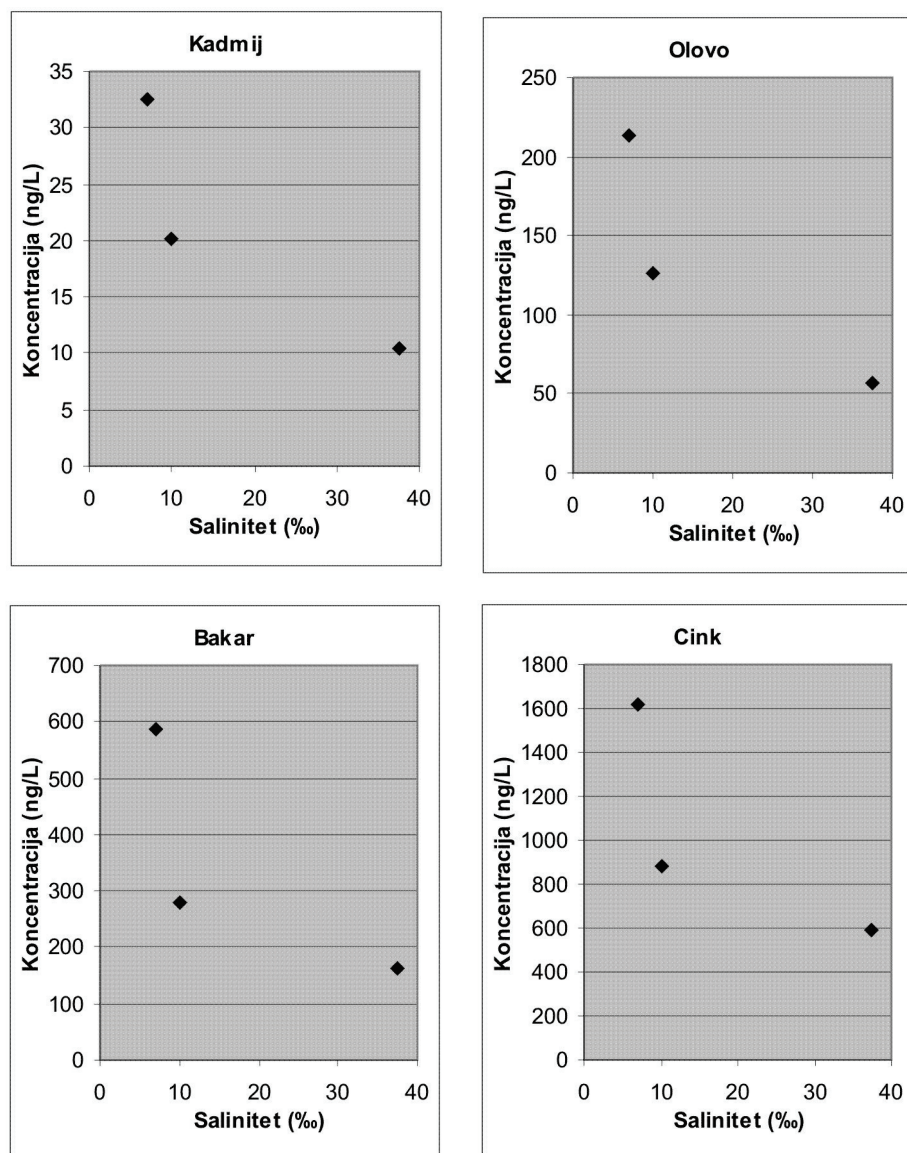 Kadmij
Koncentracija (ng/L)
35
30
25
20
15
10
5
0
0 10 20 30 40
Salinitet (‰)
Olovo
Koncentracija (ng/L)
250
200
150
100
50
0
0 10 20 30 40
Salinitet (‰)
Bakar
Koncentracija (ng/L)
700
600
500
400
300
200
100
0
0 10 20 30 40
Salinitet (‰)
Cink
Koncentracija (ng/L)
1800
1600
1400
1200
1000
800
600
400
200
0
0 10 20 30 40
Salinitet (‰)